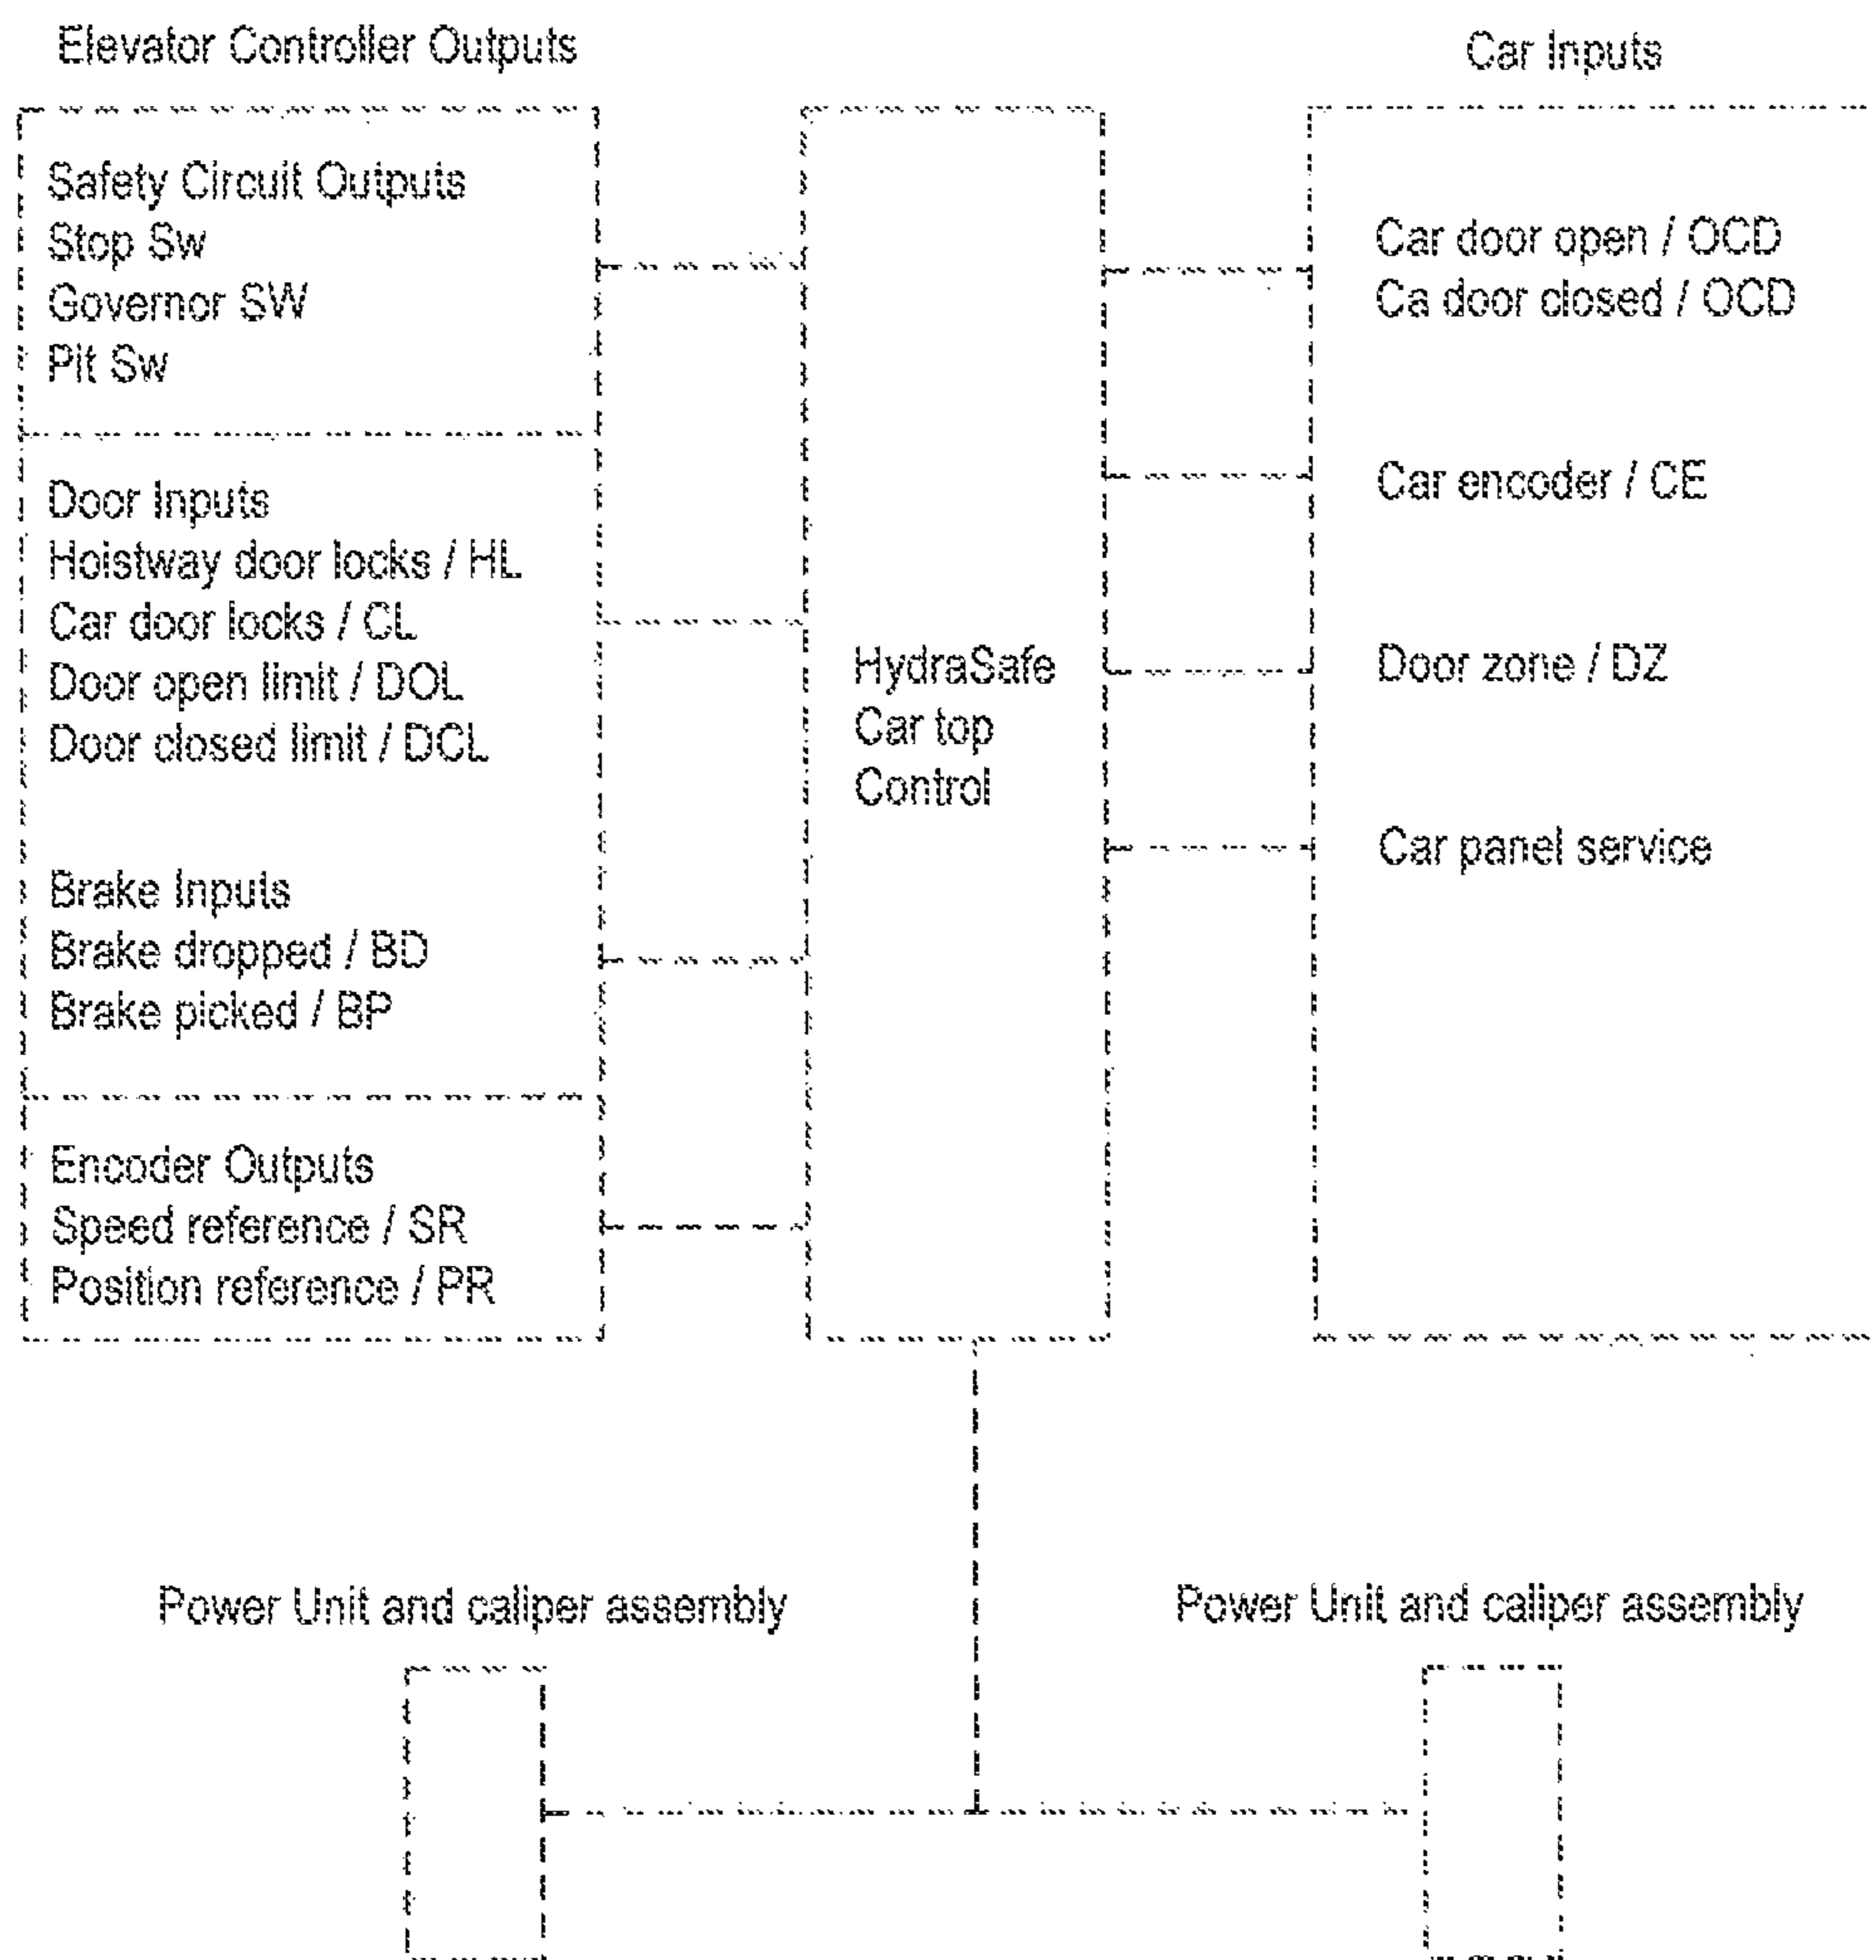 Elevator Controller Outputs
Safety Circuit Outputs
Stop Sw
Governor SW
Pit Sw
Door Inputs
Hoistway door locks / HL
Car door locks / CL
Door open limit / DOL
Door closed limit / DCL
Brake Inputs
Brake dropped / BD
Brake picked / BP
Encoder Outputs
Speed reference / SR
Position reference / PR
HydraSafe
Car top
Control
Car Inputs
Car door open / OCD
Ca door closed / OCD
Car encoder / CE
Door zone / DZ
Car panel service
Power Unit and caliper assembly
Power Unit and caliper assembly